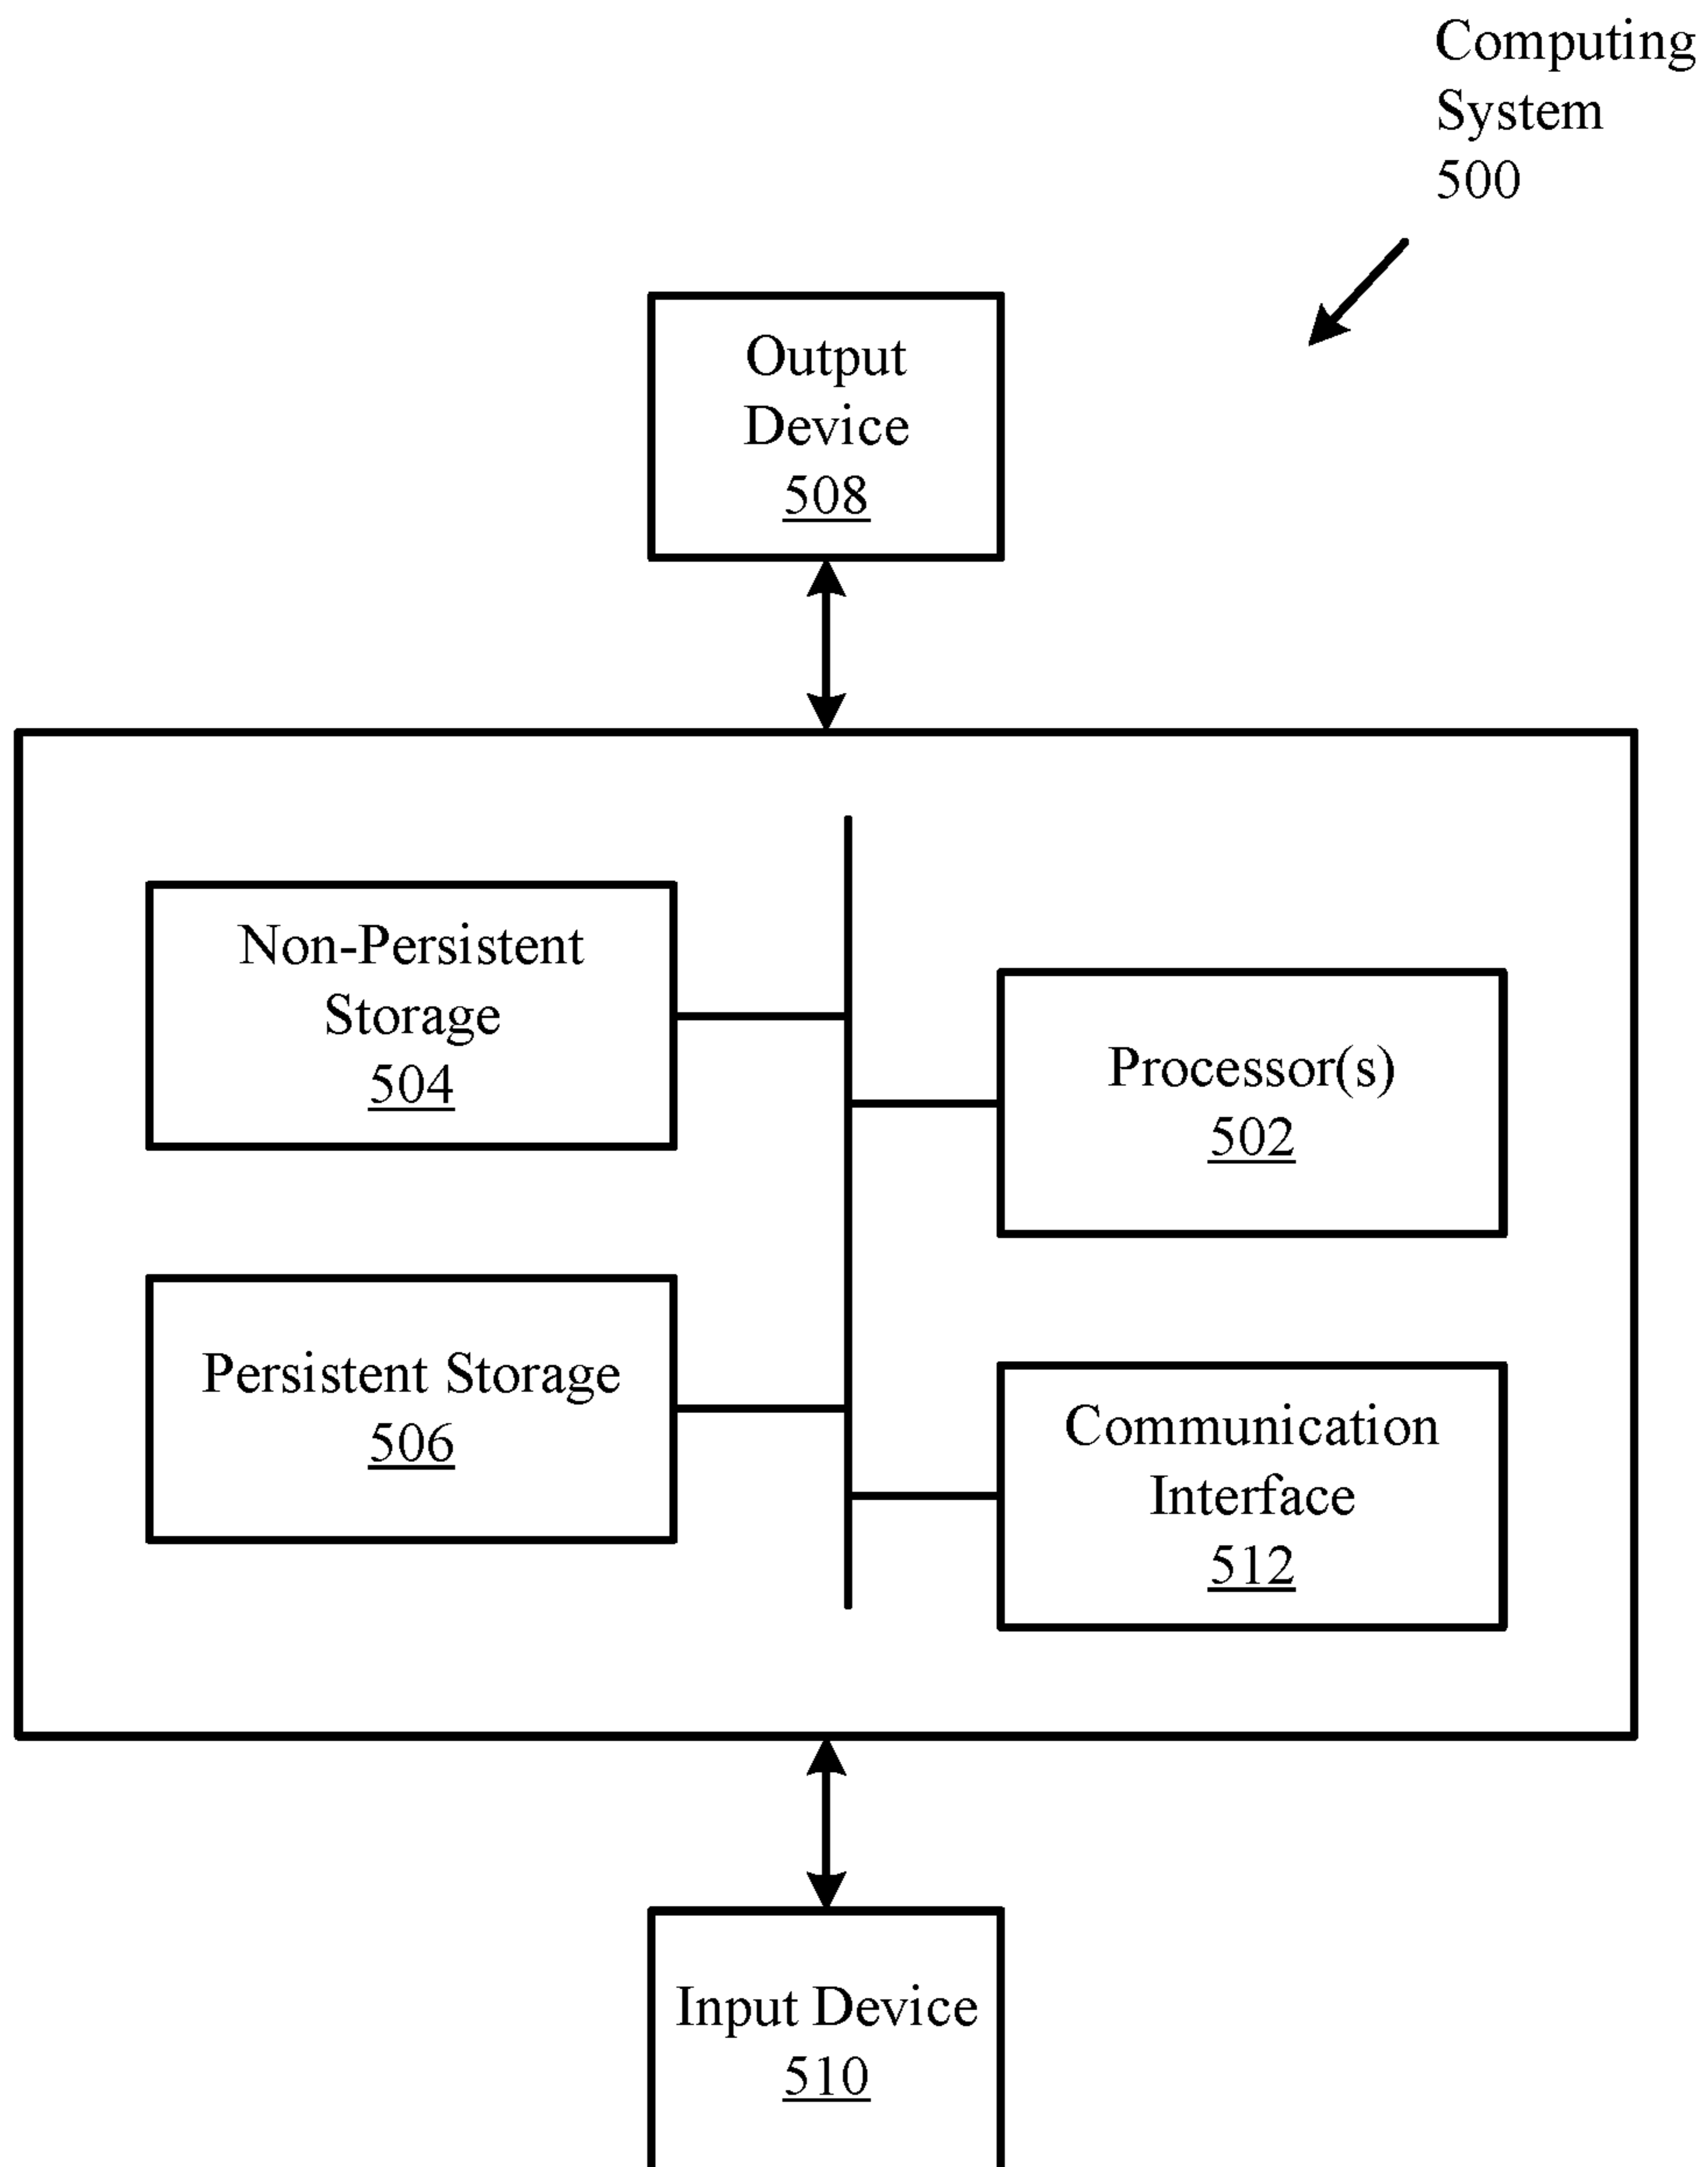 Computing
System
500
Output
Device
508
Non-Persistent
Storage
504
Processor(s)
502
Persistent Storage
506
Communication
Interface
512
Input Device
510